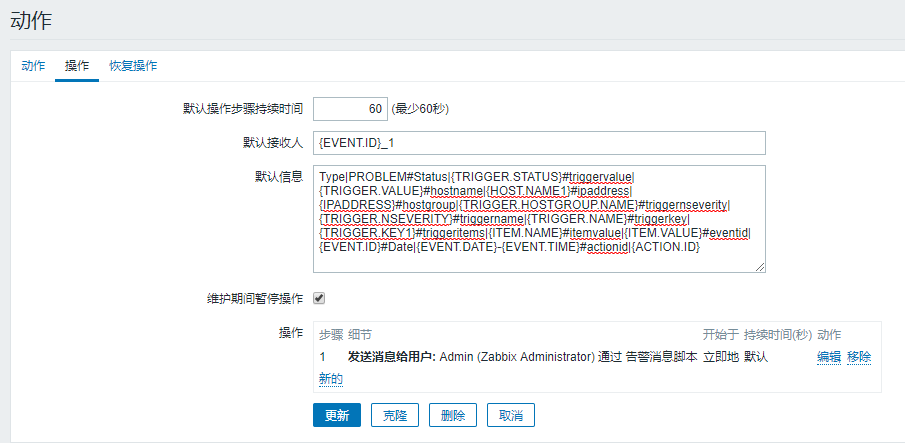 动作
动作 操作 恢复操作
默认操作步骤持续时间 60 (最少60秒)
默认接收人 {EVENT.ID}_1
默认信息 Type|PROBLEM#Status|{TRIGGER.STATUS}#triggervalue|
{TRIGGER.VALUE}#hostname|{HOST.NAME1}#ipaddress|
{IPADDRESS}#hostgroup|{TRIGGER.HOSTGROUP.NAME}#triggernseverity|
{TRIGGER.NSEVERITY}#triggername|{TRIGGER.NAME}#triggerkey|
{TRIGGER.KEY1}#triggeritems|{ITEM.NAME}#itemvalue|{ITEM.VALUE}#eventid|
{EVENT.ID}#Date|{EVENT.DATE}-{EVENT.TIME}#actionid|{ACTION.ID}
维护期间暂停操作
操作 步骤 细节 开始于 持续时间(秒) 动作
1 发送消息给用户: Admin (Zabbix Administrator) 通过 告警消息脚本 立即地 默认 编辑 移除
新的
更新 克隆 删除 取消